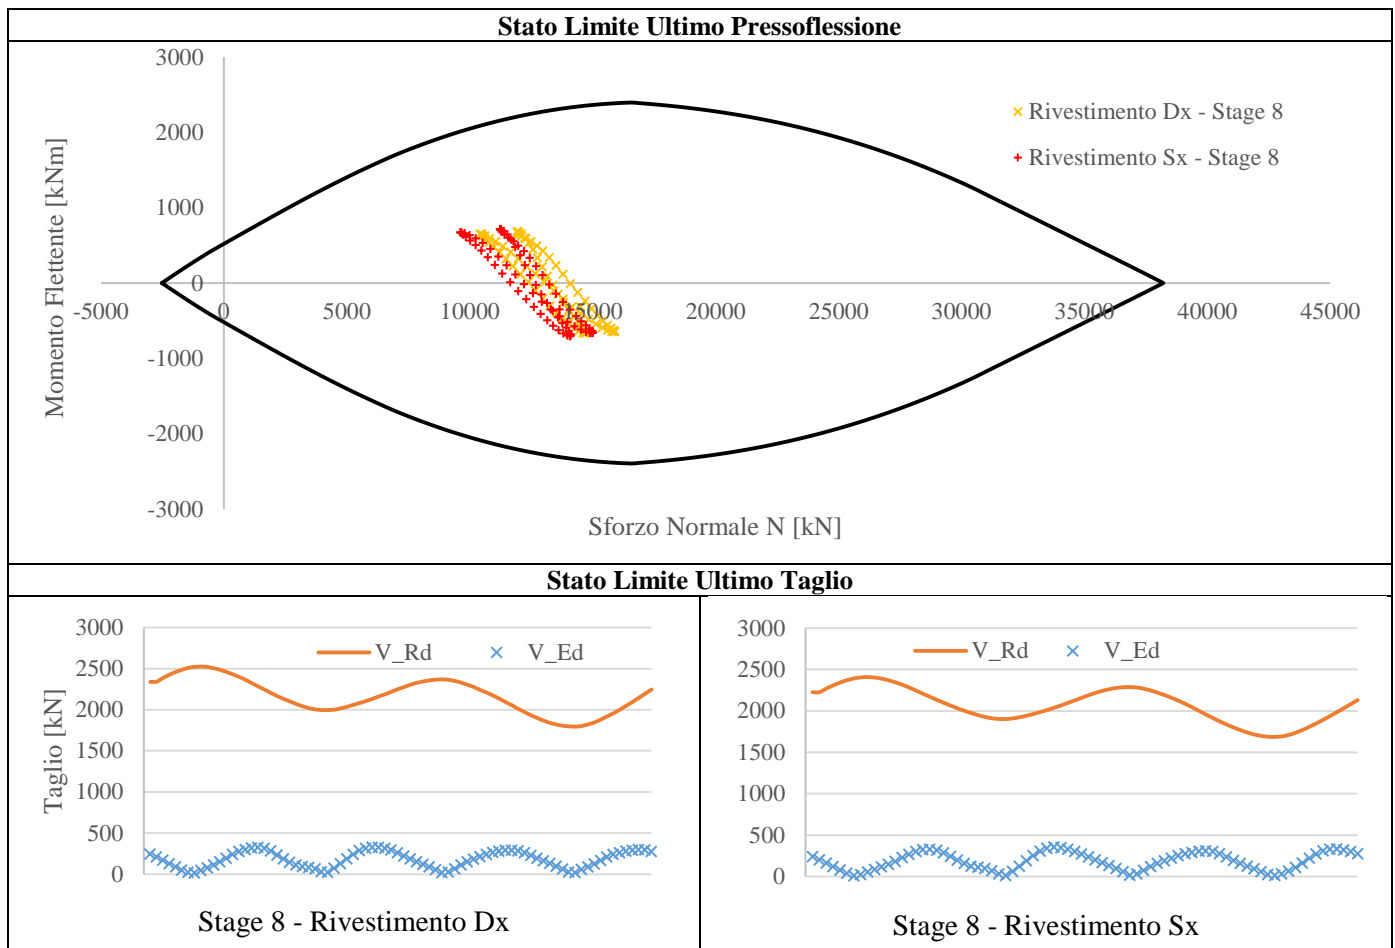 Stato Limite Ultimo Pressoflessione
3000
2000
1000
0
-1000
-2000
-3000
Momento Flettente [kNm]
-5000 0 5000 10000 15000 20000 25000 30000 35000 40000 45000
Sforzo Normale N [kN]
Rivestimento Dx - Stage 8
Rivestimento Sx - Stage 8
Stato Limite Ultimo Taglio
3000
2500
2000
1500
1000
500
0
Taglio [kN]
V_Rd V_Ed
Stage 8 - Rivestimento Dx
3000
2500
2000
1500
1000
500
0
V_Rd V_Ed
Stage 8 - Rivestimento Sx